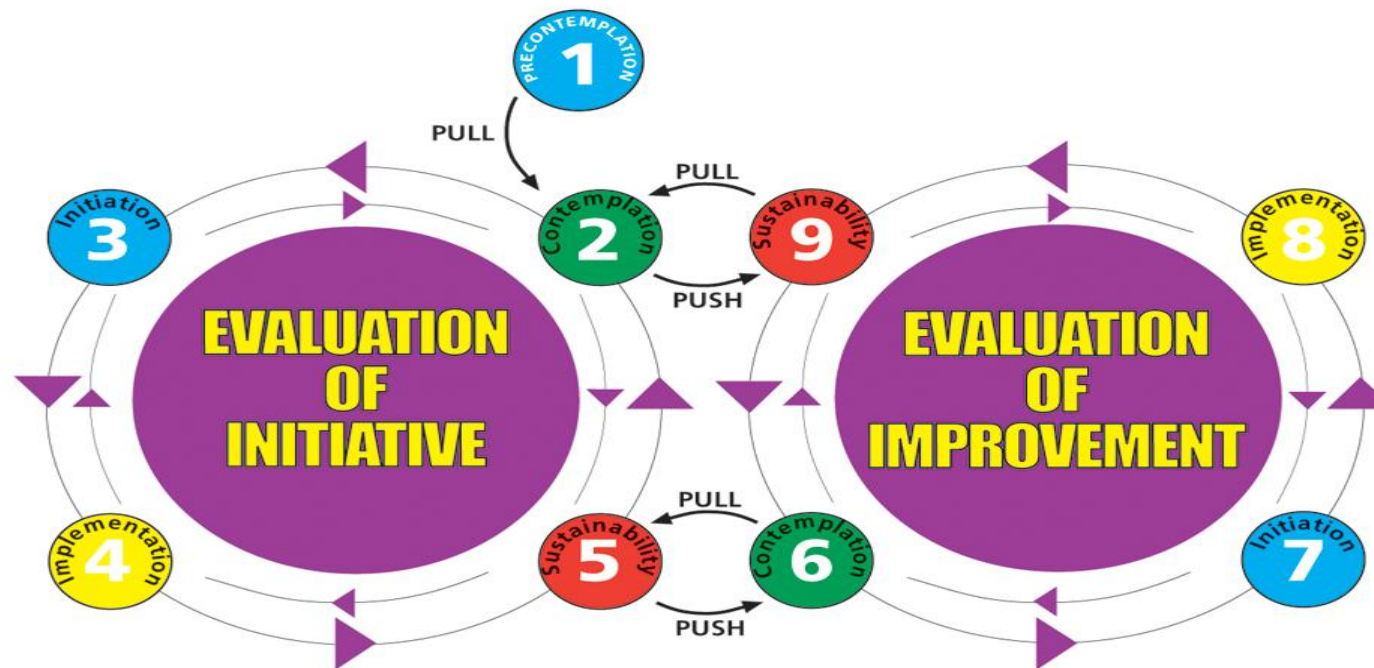 PRECONTEMPLATION
1
PULL
Initiation
3
Contemplation
2
PULL
PUSH
Sustainability
9
Implementation
8
EVALUATION
OF
INITIATIVE
EVALUATION
OF
IMPROVEMENT
Implementation
4
Sustainability
5
PULL
PUSH
Contemplation
6
Initiation
7